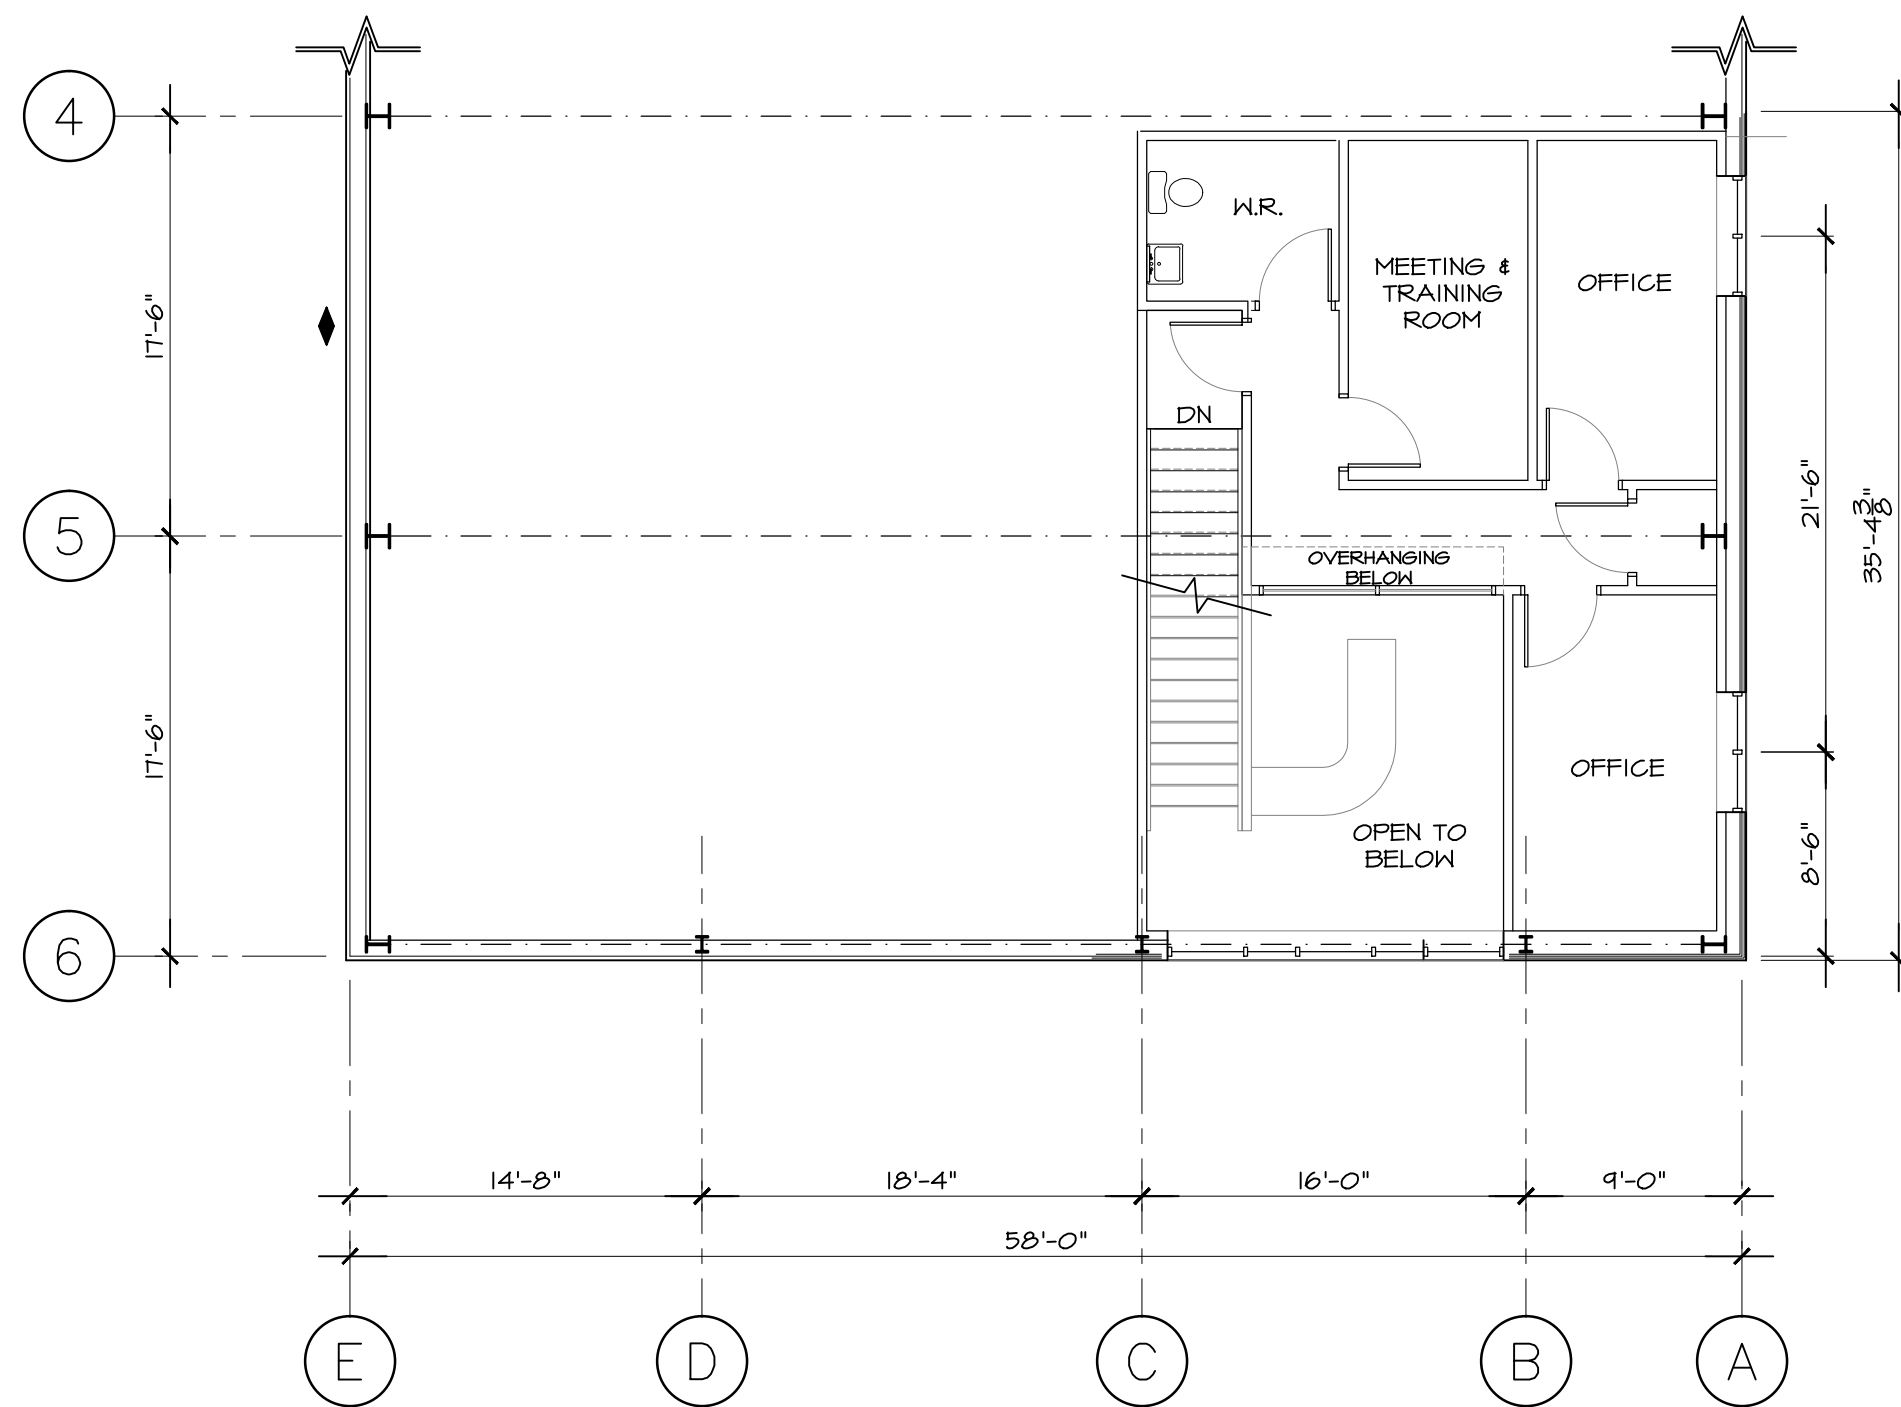 4
W.R.
MEETING &
TRAINING
ROOM
OFFICE
17'-6"
DN
21'-6"
35'-4 3/8"
5
OVERHANGING
BELOW
17'-6"
OFFICE
OPEN TO
BELOW
8'-6"
6
14'-8"
18'-4"
16'-0"
9'-0"
58'-0"
E
D
C
B
A